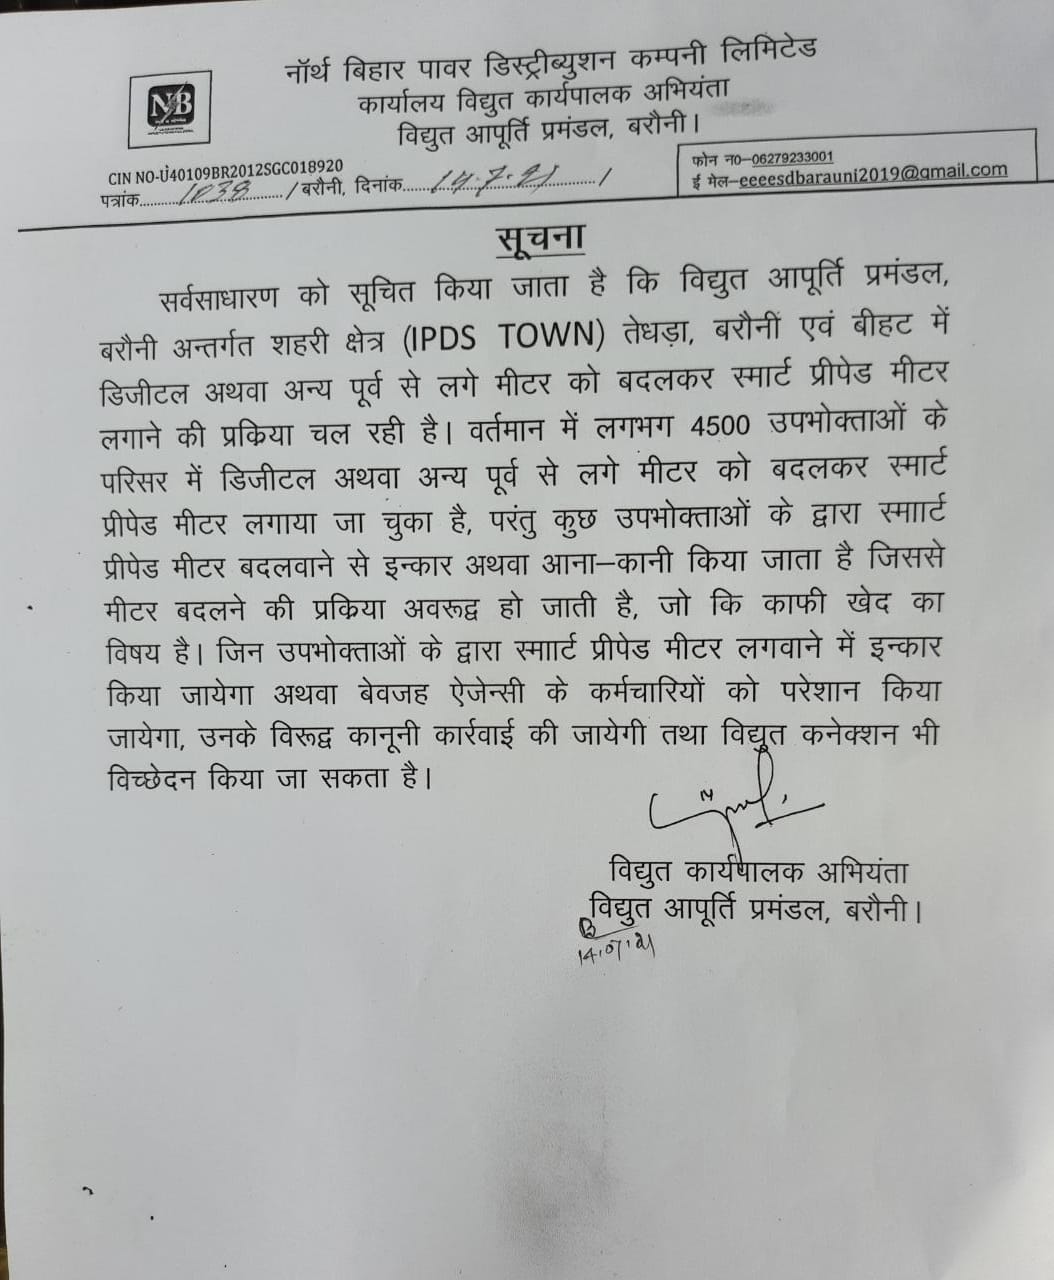 नॉर्थ बिहार पावर डिस्ट्रीब्युशन कम्पनी लिमिटेड
कार्यालय विद्युत कार्यपालक अभियंता
विद्युत आपूर्ति प्रमंडल, बरौनी।
NB
CIN NO-U40109BR2012SGC018920
पत्रांक..........1038........../बरौनी, दिनांक......14.7.21............/
फोन न0-06279233001
ई मेल-eeeesdbarauni2019@gmail.com
सूचना
सर्वसाधारण को सूचित किया जाता है कि विद्युत आपूर्ति प्रमंडल,
बरौनी अन्तर्गत शहरी क्षेत्र (IPDS TOWN) तेघड़ा, बरौनीं एवं बीहट में
डिजीटल अथवा अन्य पूर्व से लगे मीटर को बदलकर स्मार्ट प्रीपेड मीटर
लगाने की प्रकिया चल रही है। वर्तमान में लगभग 4500 उपभोक्ताओं के
परिसर में डिजीटल अथवा अन्य पूर्व से लगे मीटर को बदलकर स्मार्ट
प्रीपेड मीटर लगाया जा चुका है, परंतु कुछ उपभोक्ताओं के द्वारा स्माार्ट
प्रीपेड मीटर बदलवाने से इन्कार अथवा आना–कानी किया जाता है जिससे
मीटर बदलने की प्रकिया अवरूद्व हो जाती है, जो कि काफी खेद का
विषय है। जिन उपभोक्ताओं के द्वारा स्माार्ट प्रीपेड मीटर लगवाने में इन्कार
किया जायेगा अथवा बेवजह ऐजेन्सी के कर्मचारियों को परेशान किया
जायेगा, उनके विरूद्व कानूनी कार्रवाई की जायेगी तथा विद्युत कनेक्शन भी
विच्छेदन किया जा सकता है।
विद्युत कार्यपालक अभियंता
विद्युत आपूर्ति प्रमंडल, बरौनी।
14.07.21